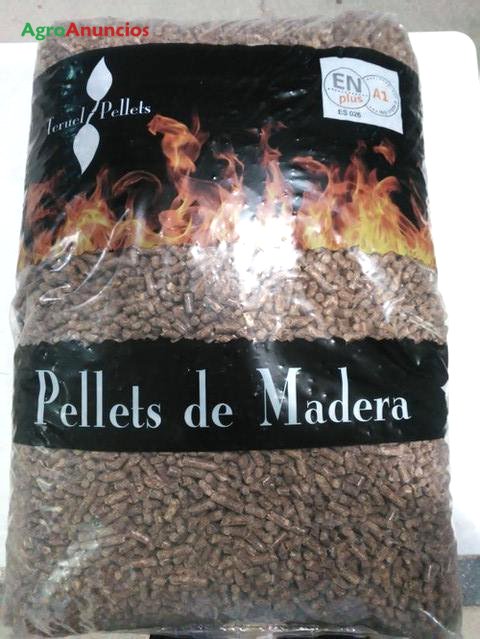 AgroAnuncios
Teruel Pellets
EN
plus
A1
ES 026
Pellets de Madera